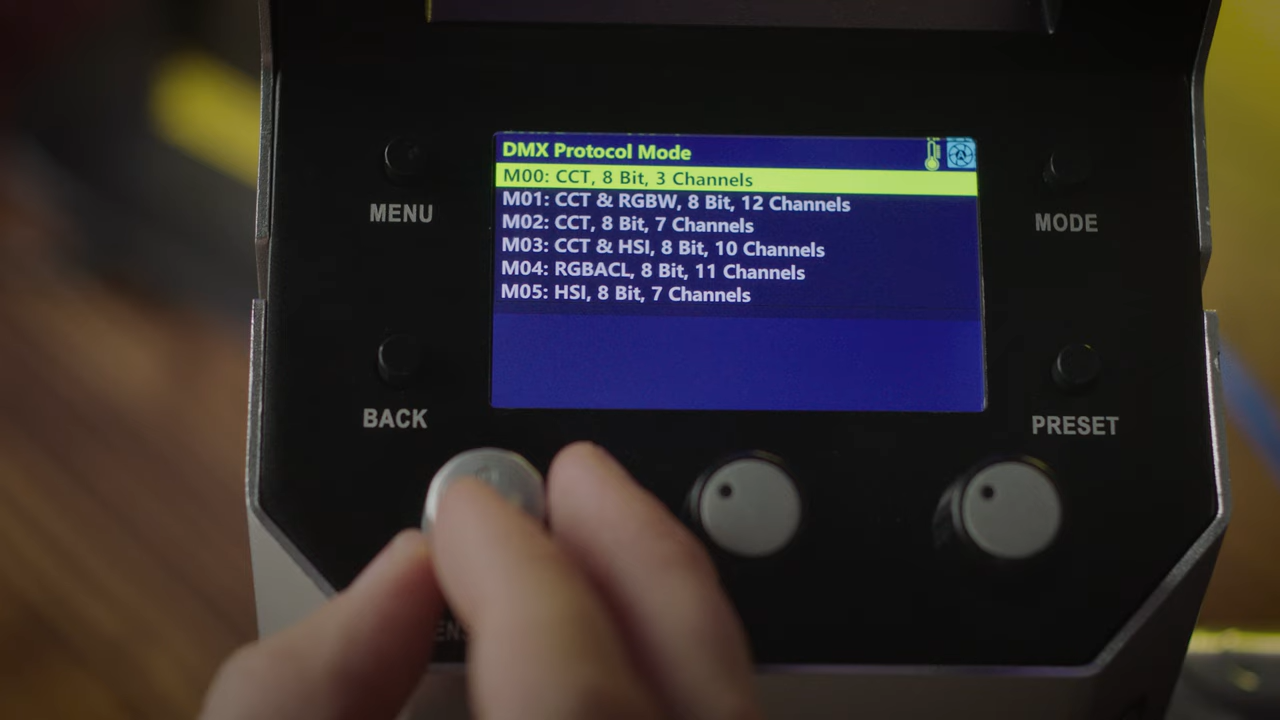 DMX Protocol Mode
M00: CCT, 8 Bit, 3 Channels
M01: CCT & RGBW, 8 Bit, 12 Channels
M02: CCT, 8 Bit, 7 Channels
M03: CCT & HSI, 8 Bit, 10 Channels
M04: RGBACL, 8 Bit, 11 Channels
M05: HSI, 8 Bit, 7 Channels
MENU
MODE
BACK
PRESET